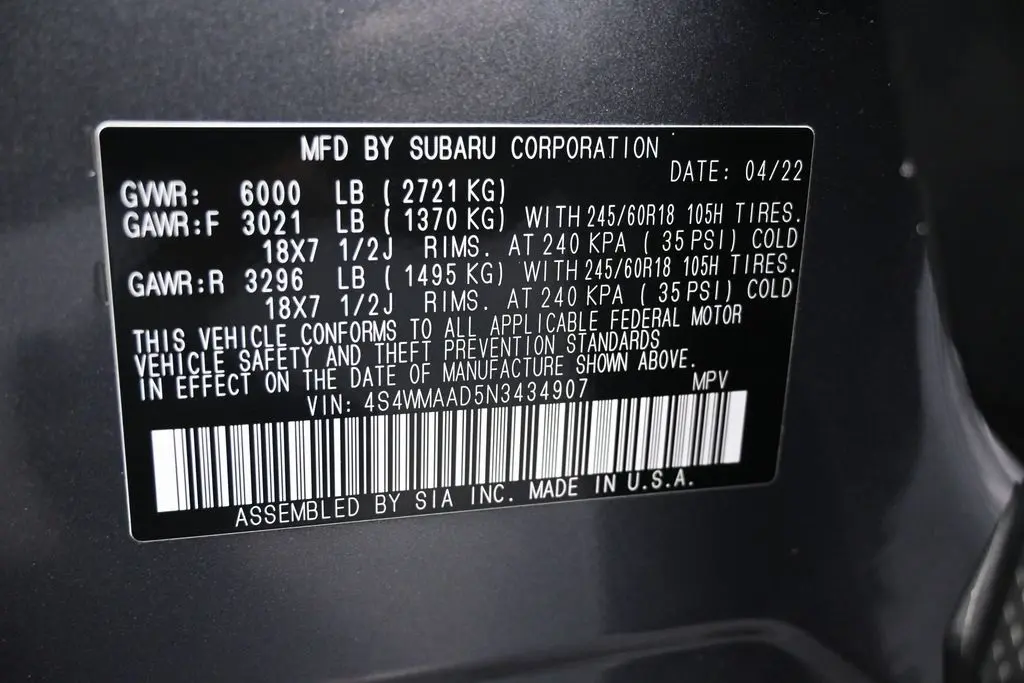 MFD BY SUBARU CORPORATION
DATE: 04/22
GVWR: 6000 LB ( 2721 KG)
GAWR:F 3021 LB ( 1370 KG) WITH 245/60R18 105H TIRES.
18X7 1/2J RIMS. AT 240 KPA ( 35 PSI) COLD
GAWR:R 3296 LB ( 1495 KG) WITH 245/60R18 105H TIRES.
18X7 1/2J RIMS. AT 240 KPA ( 35 PSI) COLD
THIS VEHICLE CONFORMS TO ALL APPLICABLE FEDERAL MOTOR
VEHICLE SAFETY AND THEFT PREVENTION STANDARDS
IN EFFECT ON THE DATE OF MANUFACTURE SHOWN ABOVE.
VIN: 4S4WMAAD5N3434907 MPV
ASSEMBLED BY SIA INC. MADE IN U.S.A.